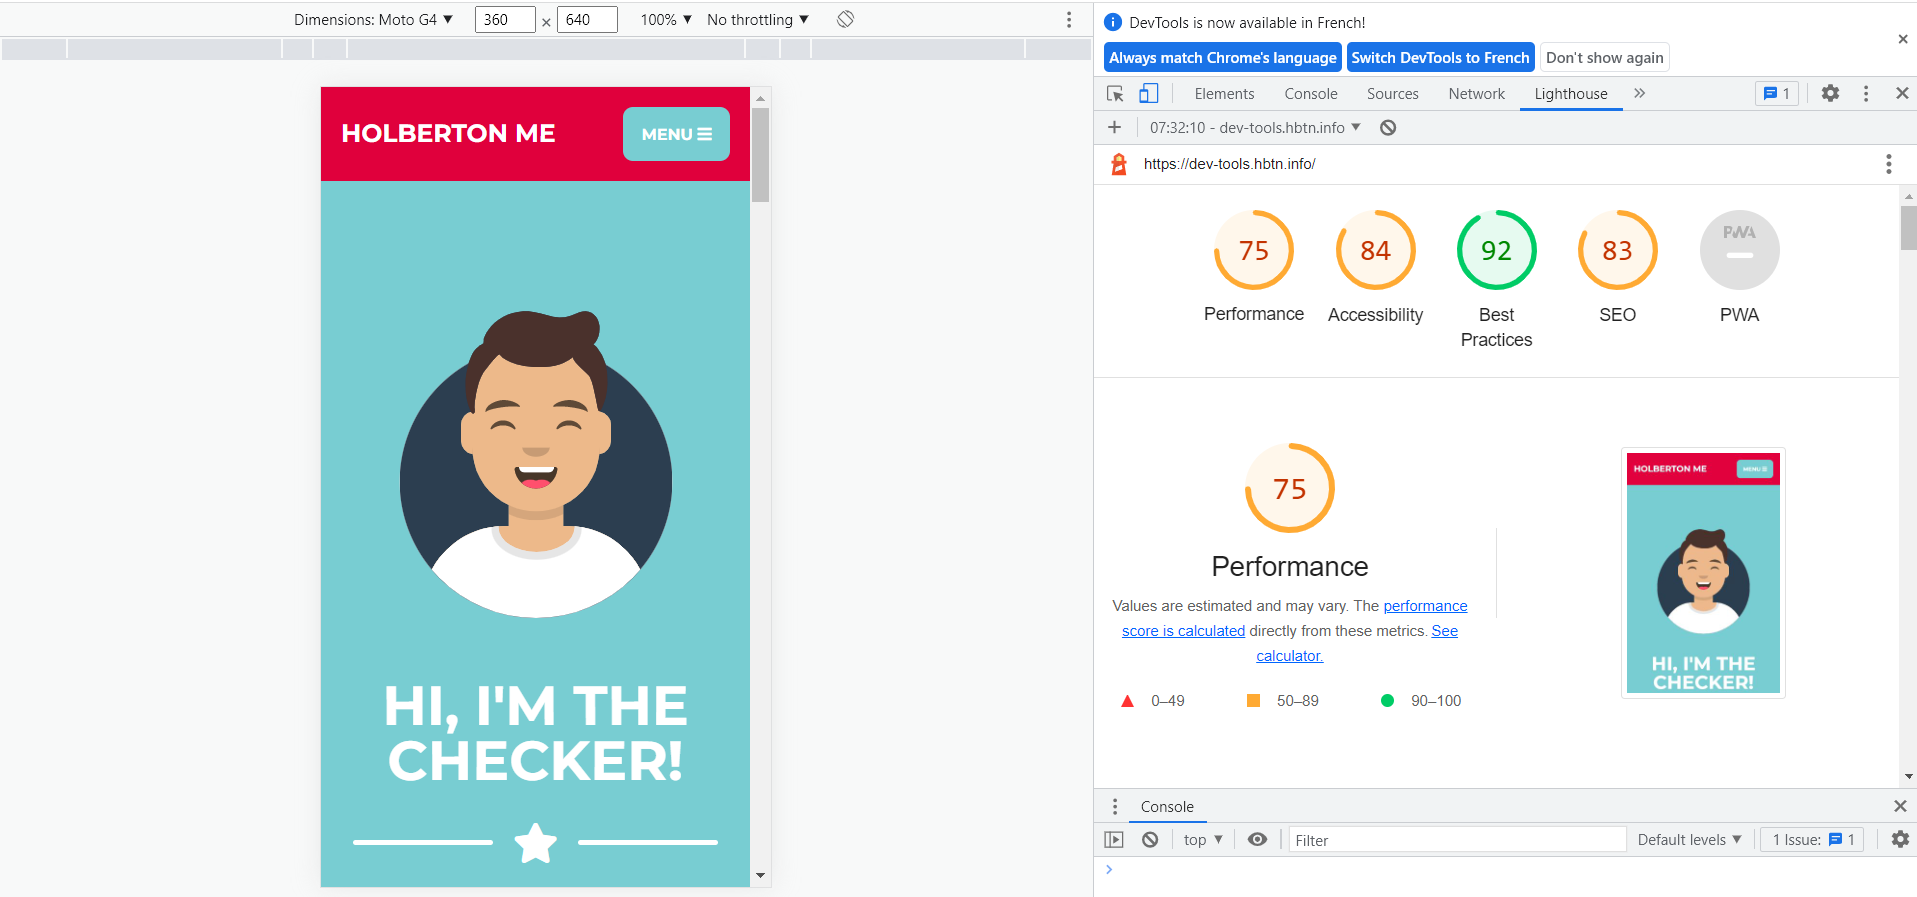 Dimensions: Moto G4 ▼ 360 × 640 100% ▼ No throttling ▼
HOLBERTON ME
MENU
HI, I'M THE
CHECKER!
DevTools is now available in French!
Always match Chrome's language Switch DevTools to French Don't show again
Elements Console Sources Network Lighthouse » 1
07:32:10 - dev-tools.hbtn.info ▼
https://dev-tools.hbtn.info/
75 84 92 83 PWA
Performance Accessibility Best SEO PWA
Practices
75
Performance
Values are estimated and may vary. The performance
score is calculated directly from these metrics. See
calculator.
0–49 50–89 90–100
HOLBERTON ME MENU
HI, I'M THE
CHECKER!
Console
top ▼ Filter Default levels ▼ 1 Issue: 1